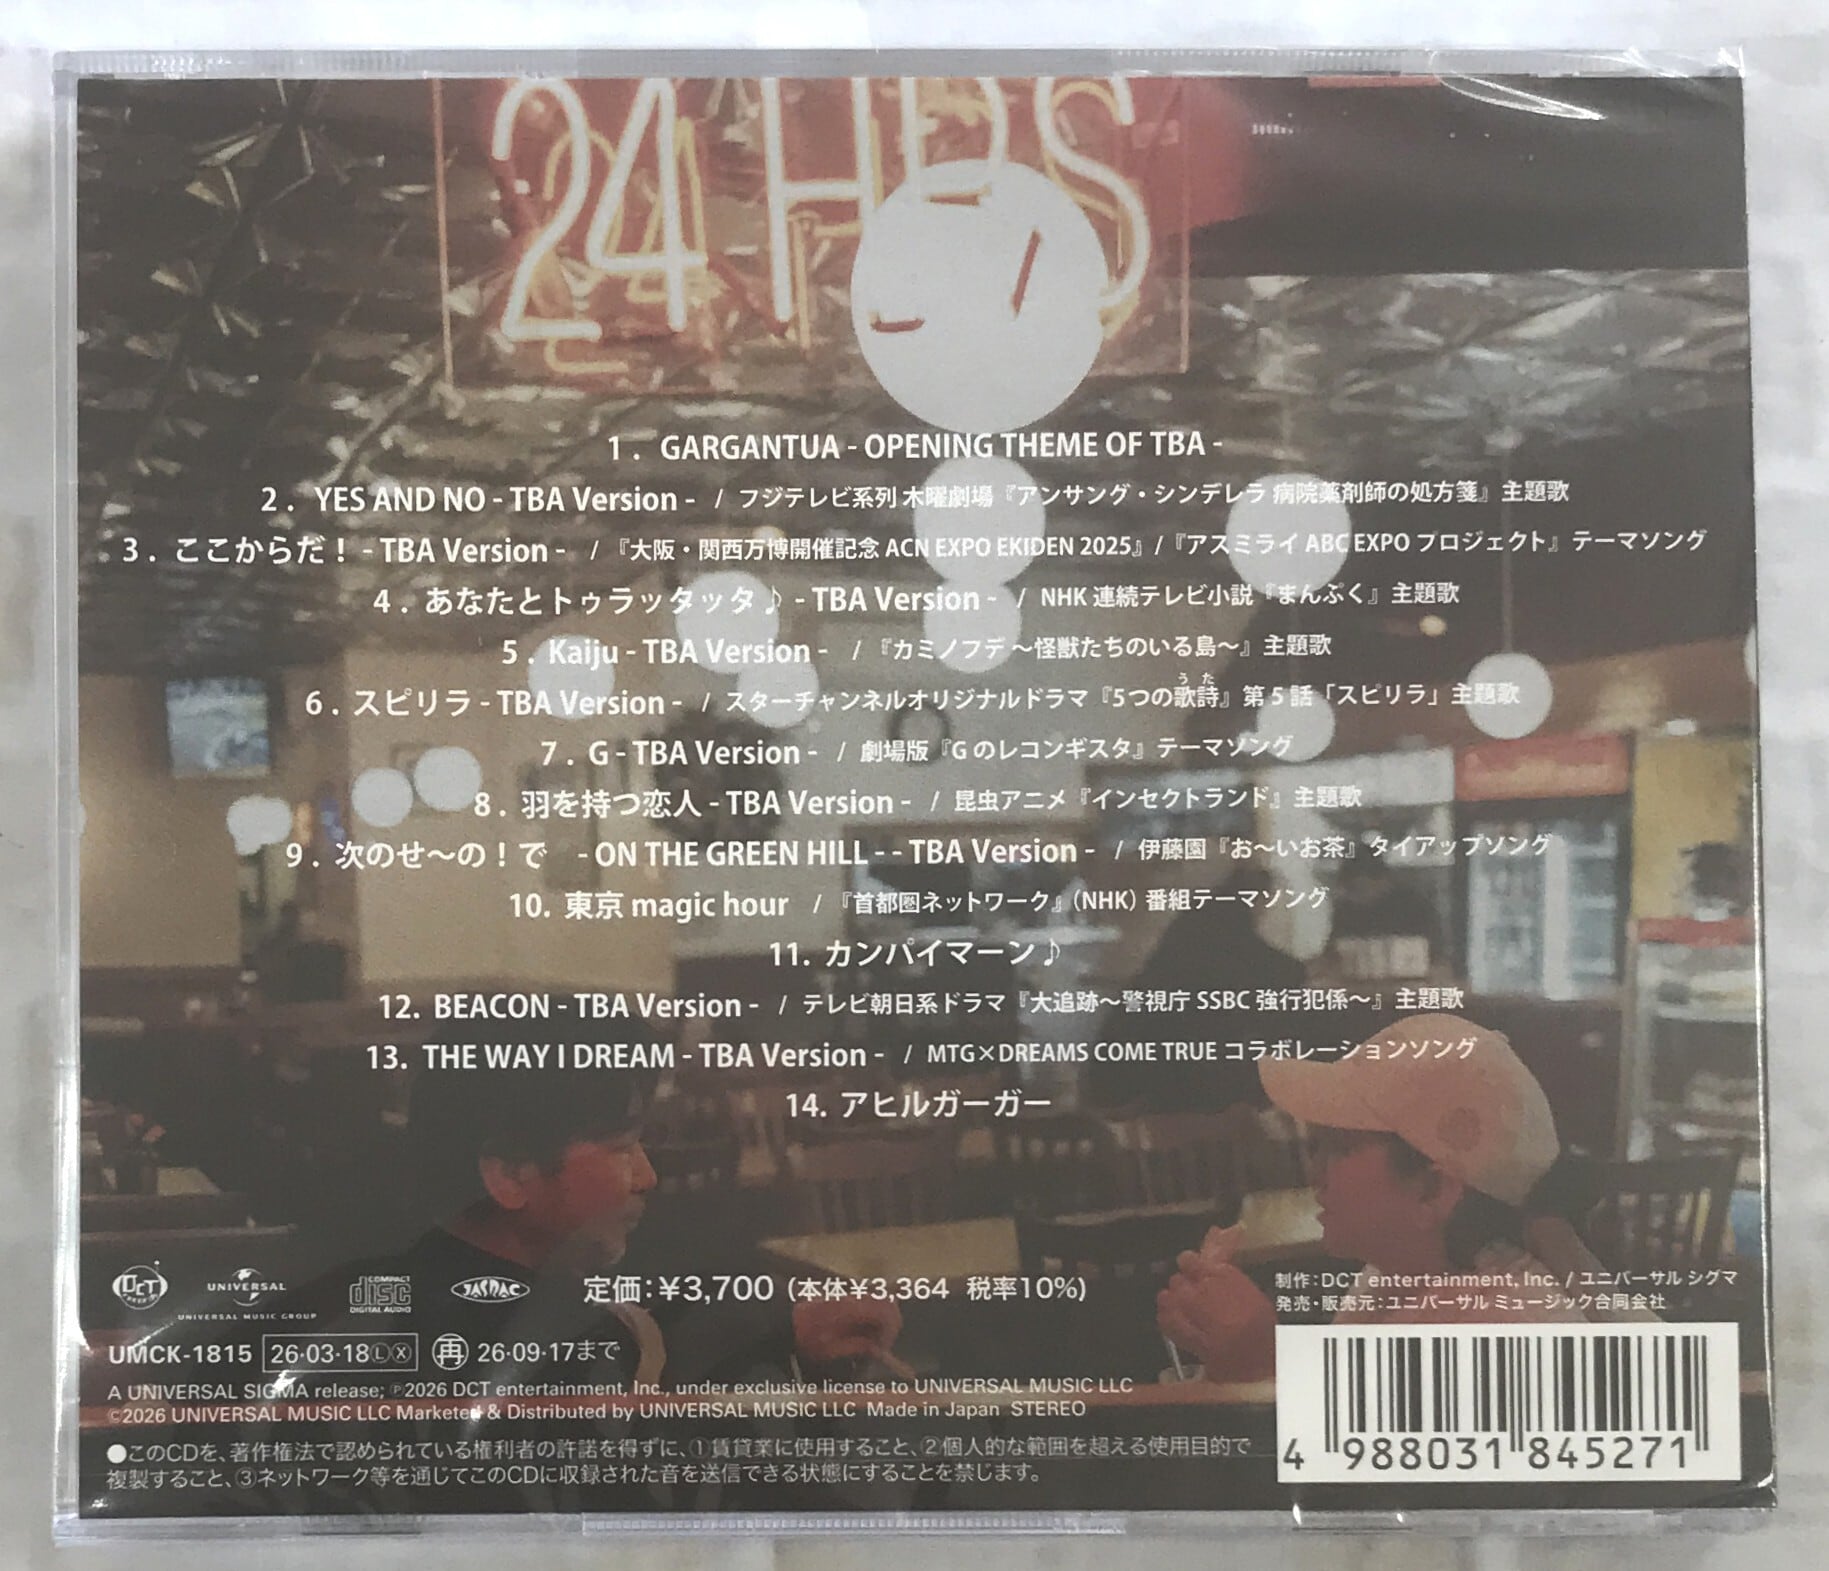 24 HRS
1. GARGANTUA - OPENING THEME OF TBA -
2. YES AND NO - TBA Version - / フジテレビ系列 木曜劇場『アンサング・シンデレラ 病院薬剤師の処方箋』主題歌
3. ここからだ! - TBA Version - / 『大阪・関西万博開催記念 ACN EXPO EKIDEN 2025』/『アスミライ ABC EXPO プロジェクト』テーマソング
4. あなたとトゥラッタッタ♪ - TBA Version - / NHK 連続テレビ小説『まんぷく』主題歌
5. Kaiju - TBA Version - / 『カミノフデ ～怪獣たちのいる島～』主題歌
うた
6. スピリラ - TBA Version - / スターチャンネルオリジナルドラマ『5つの歌詩』第5話「スピリラ」主題歌
7. G - TBA Version - / 劇場版『G のレコンギスタ』テーマソング
8. 羽を持つ恋人 - TBA Version - / 昆虫アニメ『インセクトランド』主題歌
9. 次のせ～の!で - ON THE GREEN HILL - - TBA Version - / 伊藤園『お～いお茶』タイアップソング
10. 東京 magic hour / 『首都圏ネットワーク』(NHK) 番組テーマソング
11. カンパイマーン♪
12. BEACON - TBA Version - / テレビ朝日系ドラマ『大追跡～警視庁 SSBC 強行犯係～』主題歌
13. THE WAY I DREAM - TBA Version - / MTG×DREAMS COME TRUE コラボレーションソング
14. アヒルガーガー
DCT
UNIVERSAL
UNIVERSAL MUSIC GROUP
COMPACT
disc
DIGITAL AUDIO
JASRAC
定価:¥3,700 (本体¥3,364 税率10%)
制作:DCT entertainment, Inc. / ユニバーサル シグマ
発売・販売元:ユニバーサル ミュージック合同会社
UMCK-1815 26・03・18ⓁⓍ 再 26・09・17まで
A UNIVERSAL SIGMA release; ℗2026 DCT entertainment, Inc., under exclusive license to UNIVERSAL MUSIC LLC
©2026 UNIVERSAL MUSIC LLC Marketed & Distributed by UNIVERSAL MUSIC LLC Made in Japan STEREO
●このCDを、著作権法で認められている権利者の許諾を得ずに、①賃貸業に使用すること、②個人的な範囲を超える使用目的で
複製すること、③ネットワーク等を通じてこのCDに収録された音を送信できる状態にすることを禁じます。
4 988031 845271